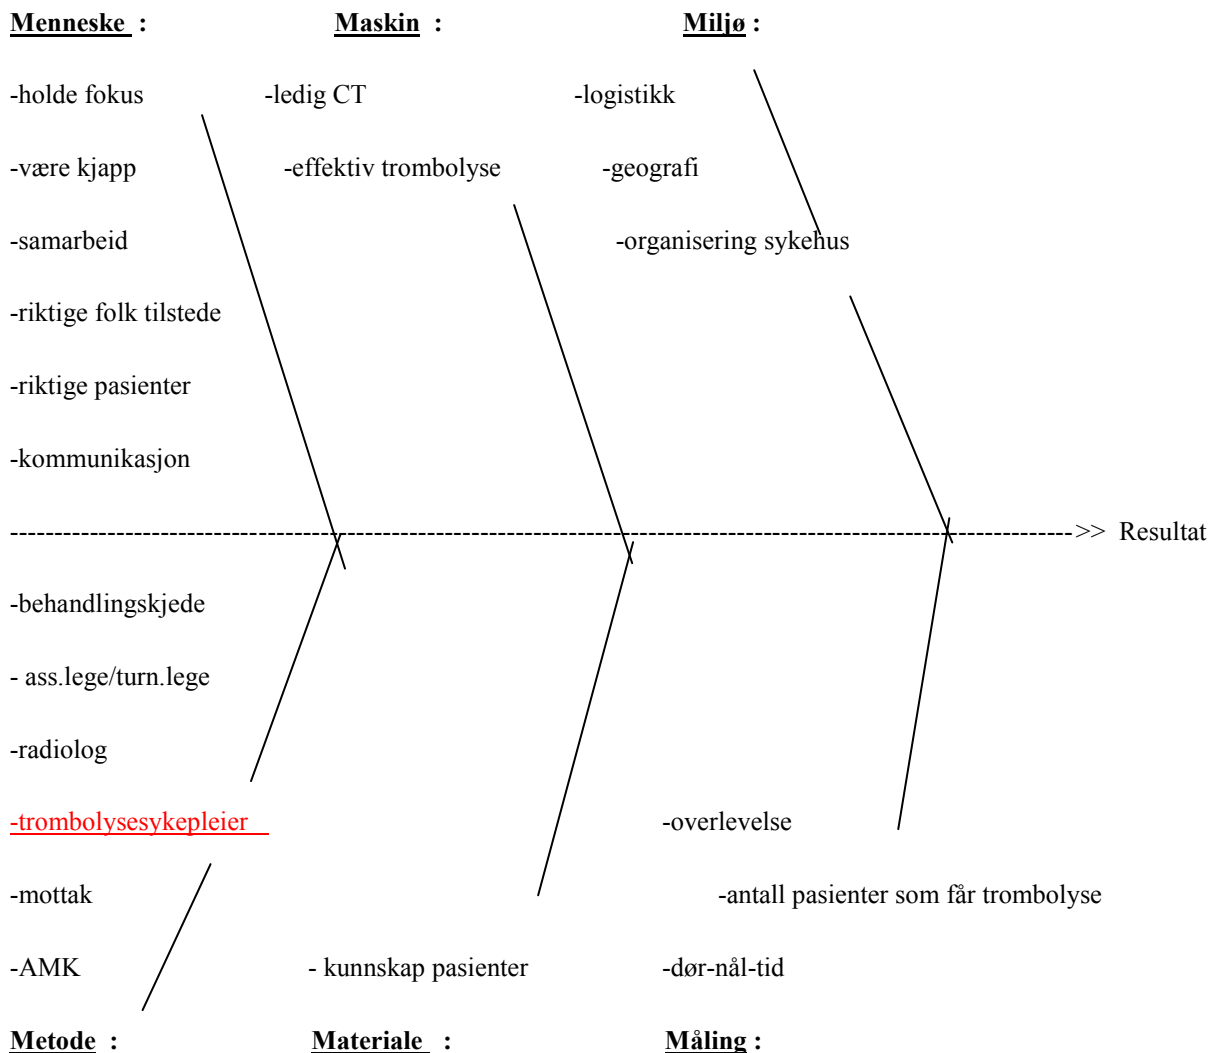 Menneske : Maskin : Miljø :
-holde fokus -ledig CT -logistikk
-være kjapp -effektiv trombolyse -geografi
-samarbeid -organisering sykehus
-riktige folk tilstede
-riktige pasienter
-kommunikasjon
----------------------------------------------------------------------------------------------------------------------->> Resultat
-behandlingskjede
- ass.lege/turn.lege
-radiolog
-trombolysesykepleier -overlevelse
-mottak -antall pasienter som får trombolyse
-AMK - kunnskap pasienter -dør-nål-tid
Metode : Materiale : Måling :